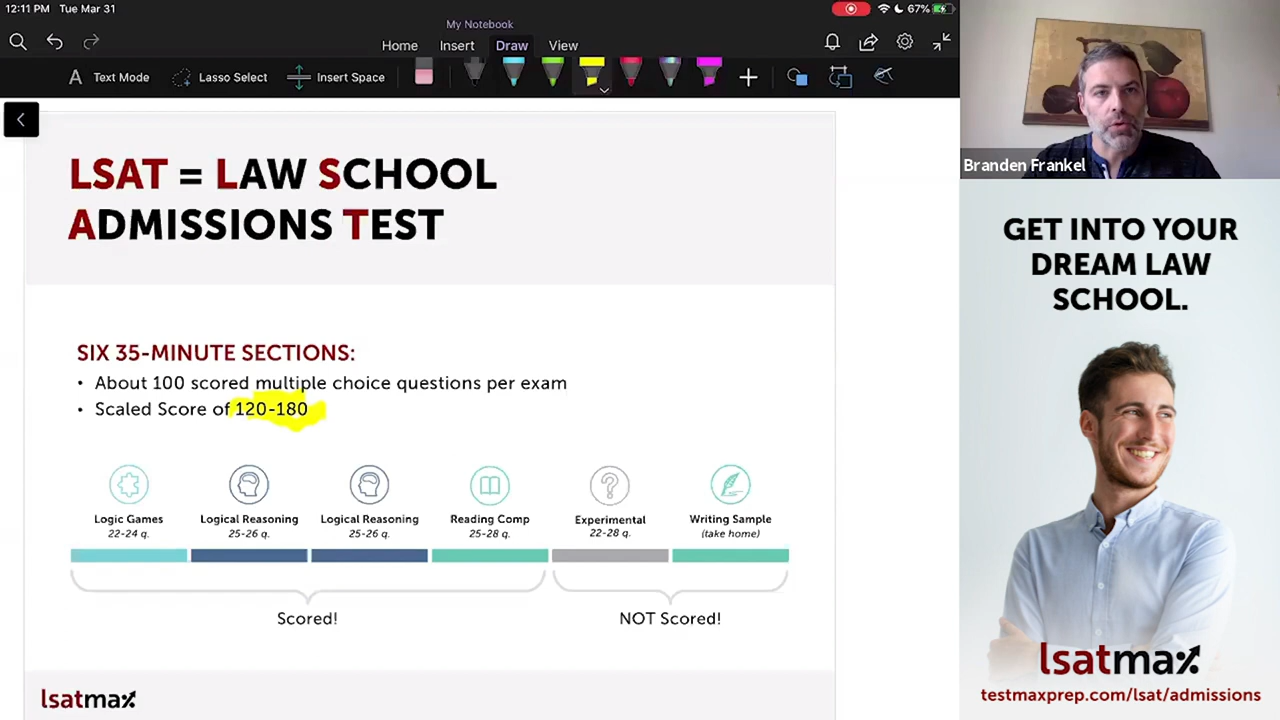 12:11 PM Tue Mar 31
67%
My Notebook
Home Insert Draw View
Text Mode Lasso Select Insert Space
LSAT = LAW SCHOOL
ADMISSIONS TEST
SIX 35-MINUTE SECTIONS:
• About 100 scored multiple choice questions per exam
• Scaled Score of 120-180
Logic Games
22-24 q.
Logical Reasoning
25-26 q.
Logical Reasoning
25-26 q.
Reading Comp
25-28 q.
Experimental
22-28 q.
Writing Sample
(take home)
Scored!
NOT Scored!
lsatmax
Branden Frankel
GET INTO YOUR
DREAM LAW
SCHOOL.
lsatmax
testmaxprep.com/lsat/admissions